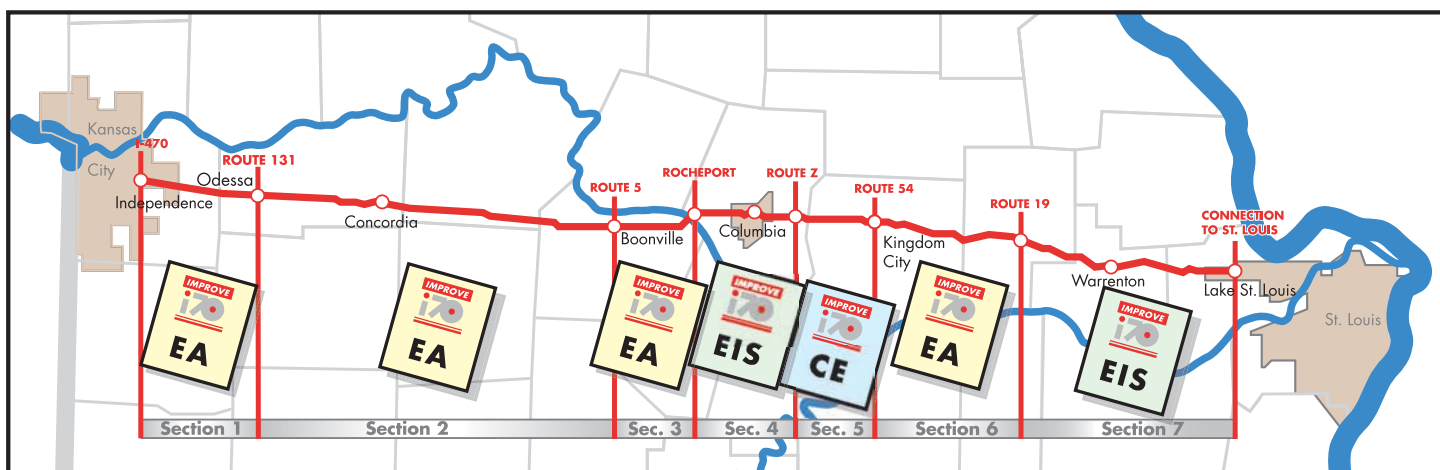 Kansas
City
I-470
Independence
Odessa
ROUTE 131
Concordia
ROUTE 5
Boonville
ROCHEPORT
Columbia
ROUTE Z
ROUTE 54
Kingdom
City
ROUTE 19
Warrenton
CONNECTION
TO ST. LOUIS
Lake St. Louis
St. Louis
IMPROVE
i70
EA
IMPROVE
i70
EA
IMPROVE
i70
EA
IMPROVE
i70
EIS
IMPROVE
i70
CE
IMPROVE
i70
EA
IMPROVE
i70
EIS
Section 1
Section 2
Sec. 3
Sec. 4
Sec. 5
Section 6
Section 7